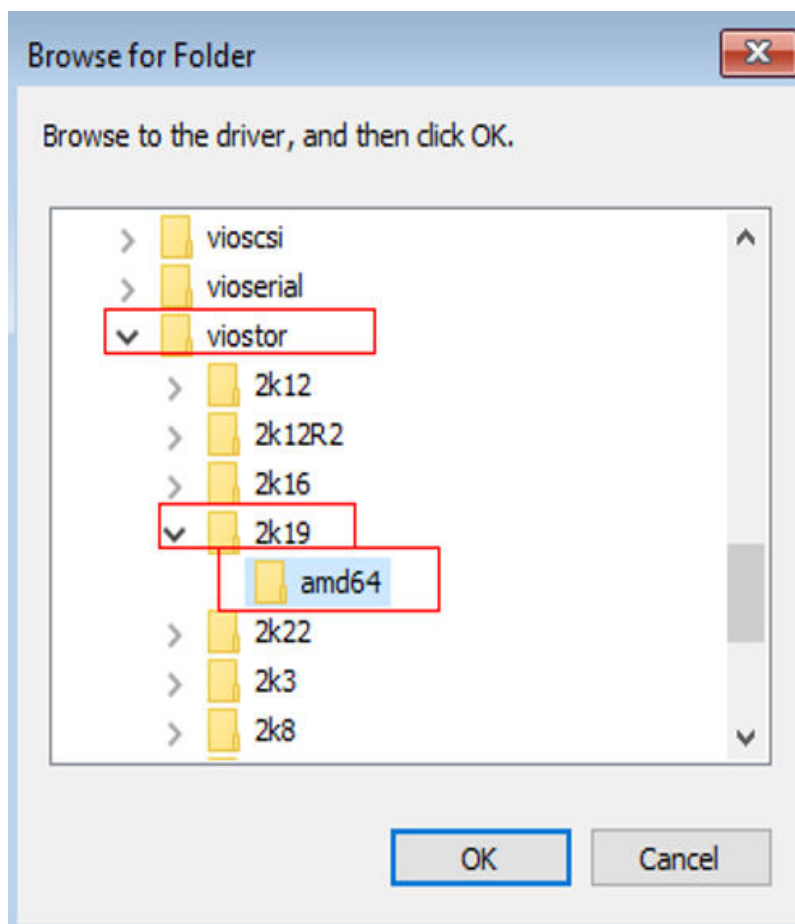 Browse for Folder
Browse to the driver, and then click OK.
vioscsi
vioserial
viostor
2k12
2k12R2
2k16
2k19
amd64
2k22
2k3
2k8
OK Cancel